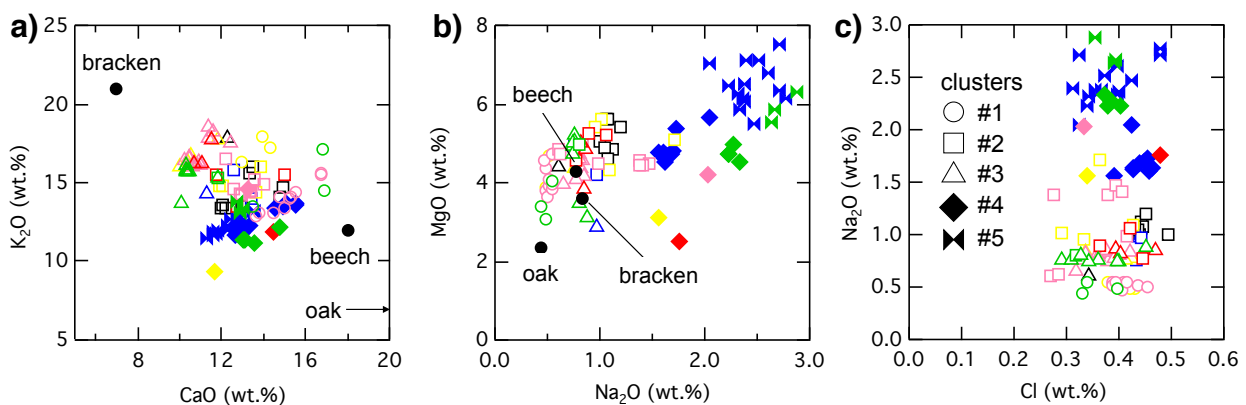 a)
K₂O (wt.%)
25
20
15
10
5
bracken
beech
oak
8
12
16
20
CaO (wt.%)
b)
MgO (wt.%)
8
6
4
2
0
beech
oak
bracken
0.0
1.0
2.0
3.0
Na₂O (wt.%)
c)
Na₂O (wt.%)
3.0
2.5
2.0
1.5
1.0
0.5
0.0
clusters
#1
#2
#3
#4
#5
0.0
0.1
0.2
0.3
0.4
0.5
0.6
Cl (wt.%)